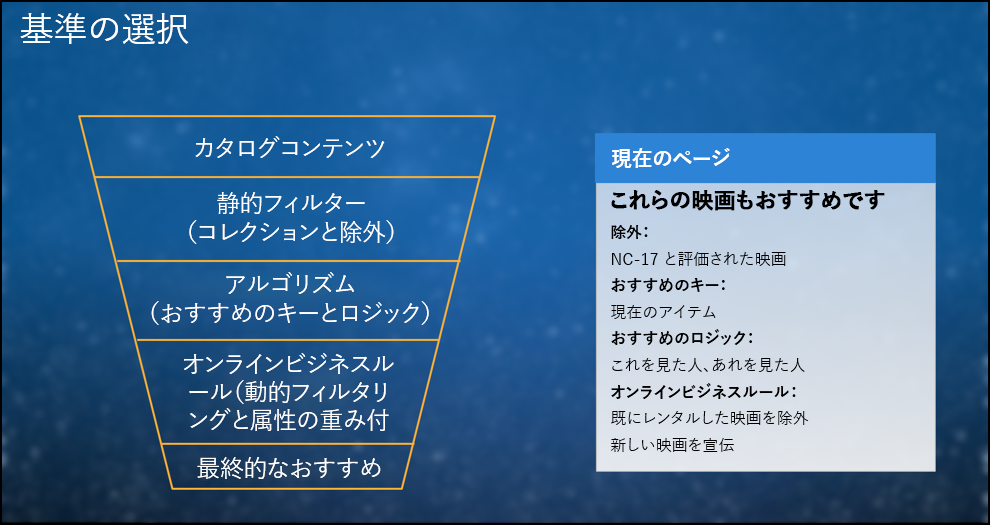 基準の選択
カタログコンテンツ
静的フィルター
（コレクションと除外）
アルゴリズム
（おすすめのキーとロジック）
オンラインビジネスル
ール（動的フィルタリ
ングと属性の重み付
最終的なおすすめ
現在のページ
これらの映画もおすすめです
除外：
NC-17 と評価された映画
おすすめのキー：
現在のアイテム
おすすめのロジック：
これを見た人、あれを見た人
オンラインビジネスルール：
既にレンタルした映画を除外
新しい映画を宣伝